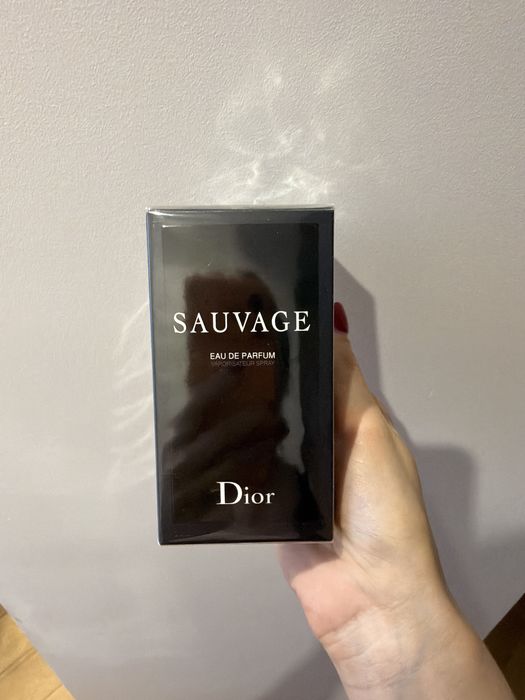 SAUVAGE
EAU DE PARFUM
VAPORISATEUR SPRAY
Dior